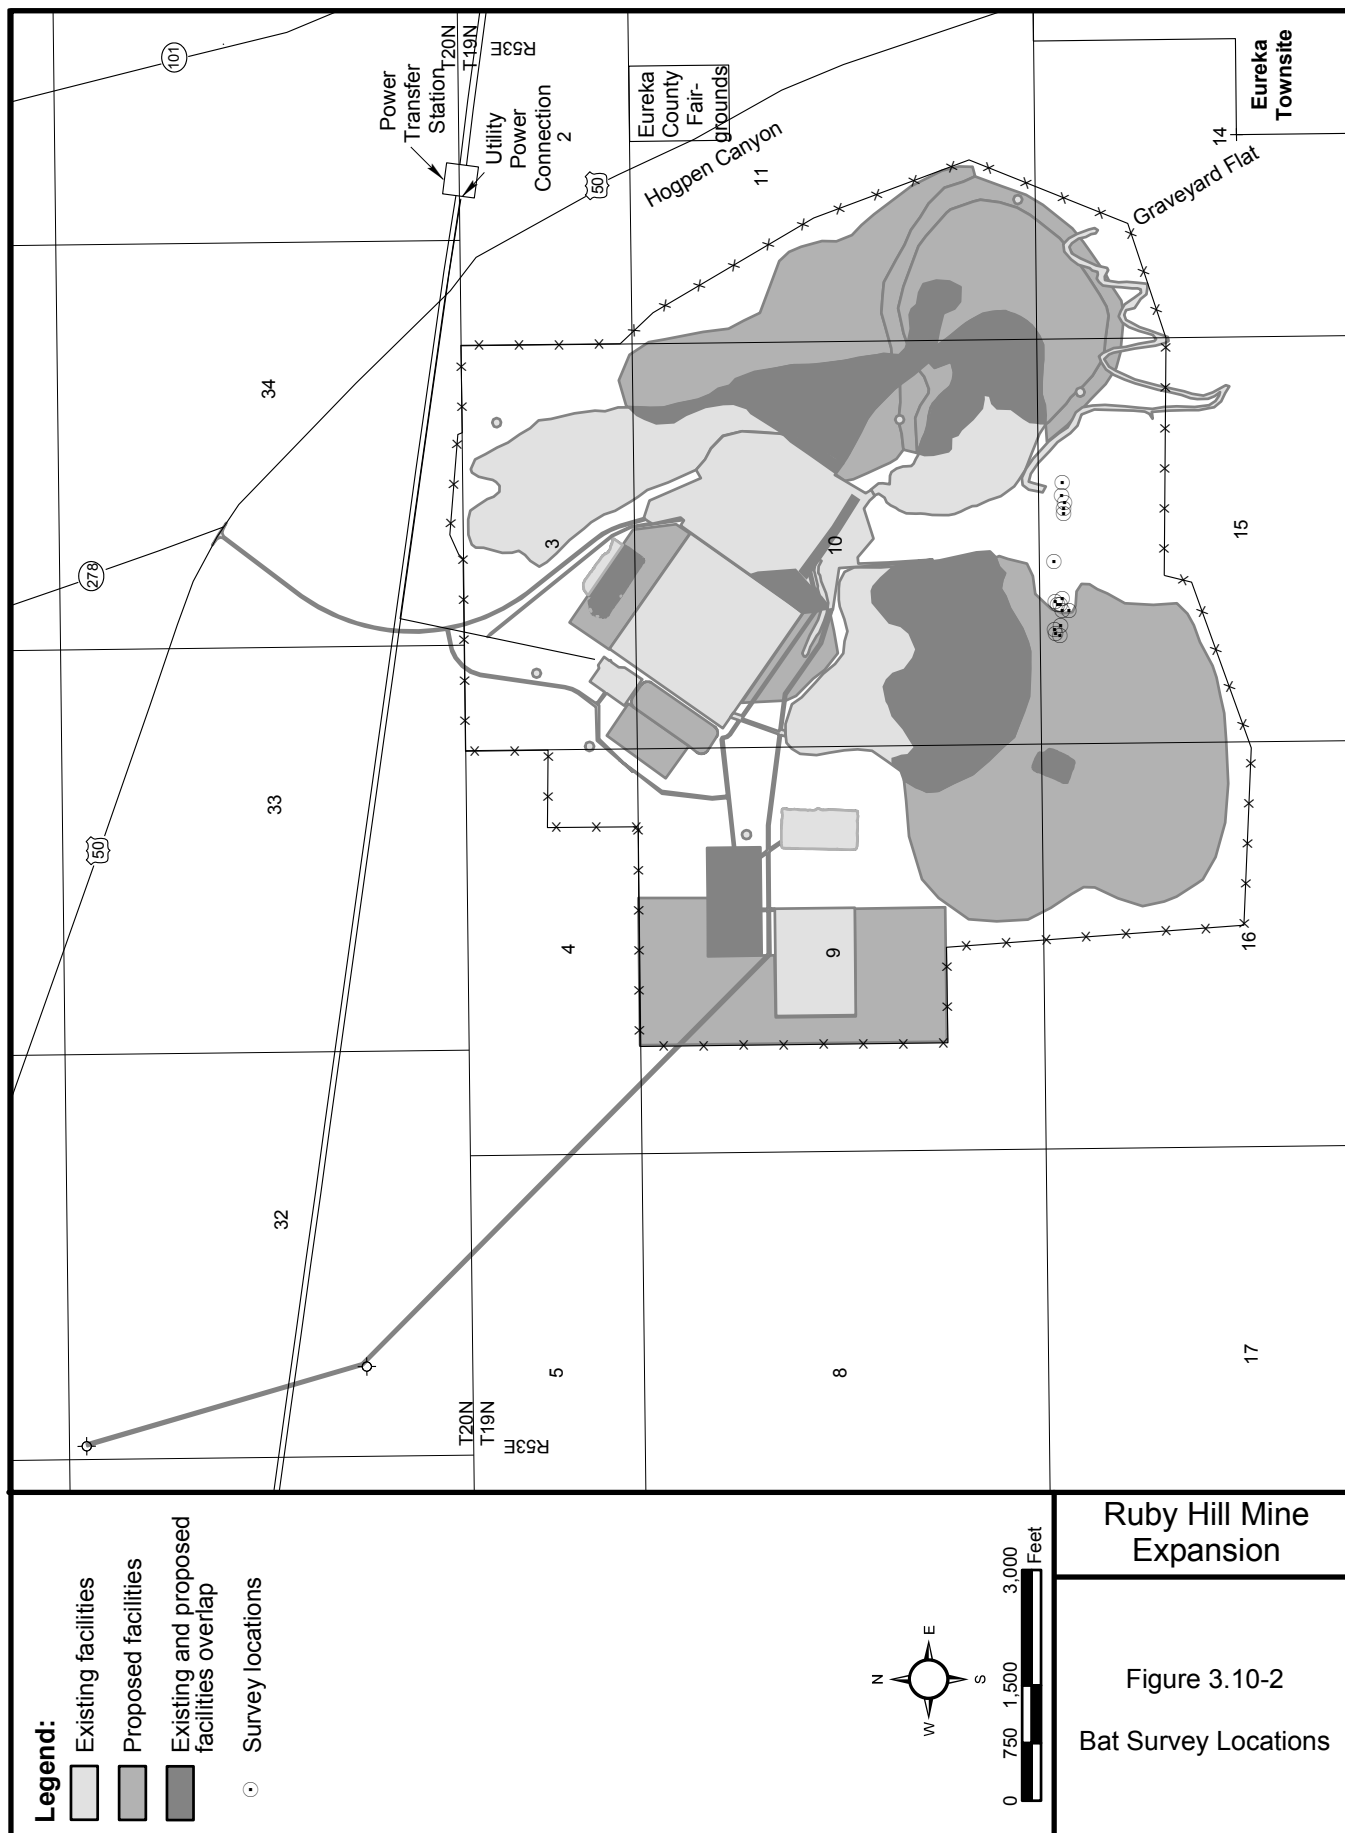 101
T20N
T19N
R53E
Power
Transfer
Station
Utility
Power
Connection
2
Eureka
County
Fair-
grounds
Eureka
Townsite
50
Hogpen Canyon
11
14
Graveyard Flat
34
278
3
10
15
33
50
4
9
16
32
5
8
17
T20N
T19N
R53E
Legend:
Existing facilities
Proposed facilities
Existing and proposed
facilities overlap
Survey locations
N
E
S
W
0
750
1,500
3,000
Feet
Ruby Hill Mine
Expansion
Figure 3.10-2
Bat Survey Locations